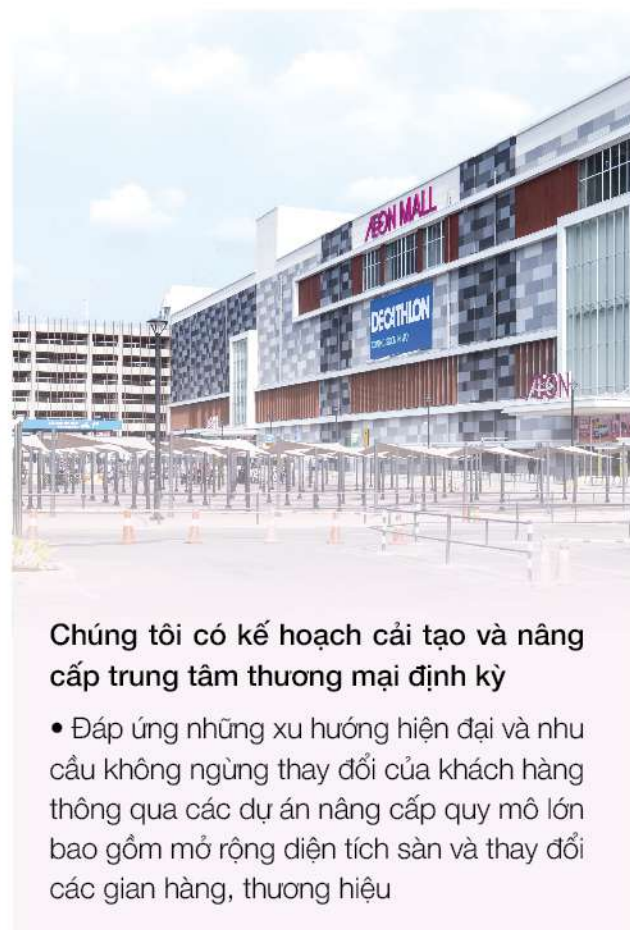 ÆON MALL
DECATHLON
ÆON
Chúng tôi có kế hoạch cải tạo và nâng
cấp trung tâm thương mại định kỳ
• Đáp ứng những xu hướng hiện đại và nhu
cầu không ngừng thay đổi của khách hàng
thông qua các dự án nâng cấp quy mô lớn
bao gồm mở rộng diện tích sàn và thay đổi
các gian hàng, thương hiệu